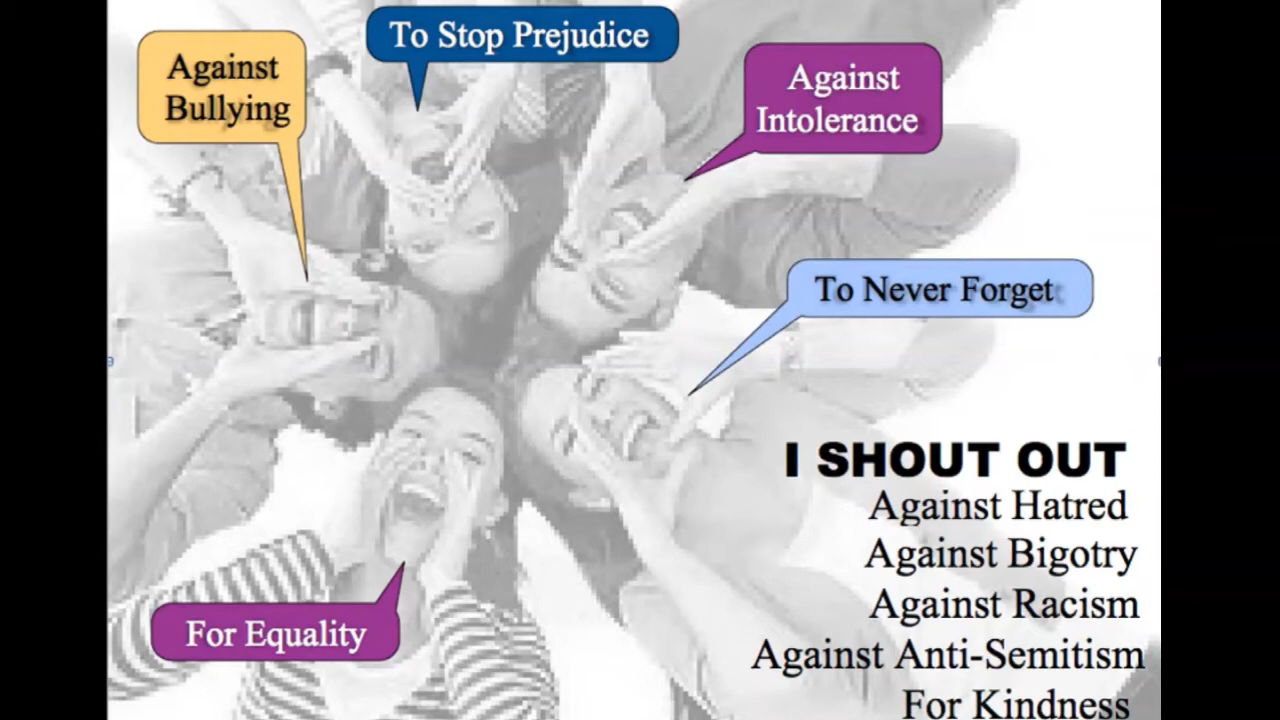 To Stop Prejudice
Against
Bullying
Against
Intolerance
To Never Forget
I SHOUT OUT
Against Hatred
Against Bigotry
Against Racism
Against Anti-Semitism
For Equality
For Kindness